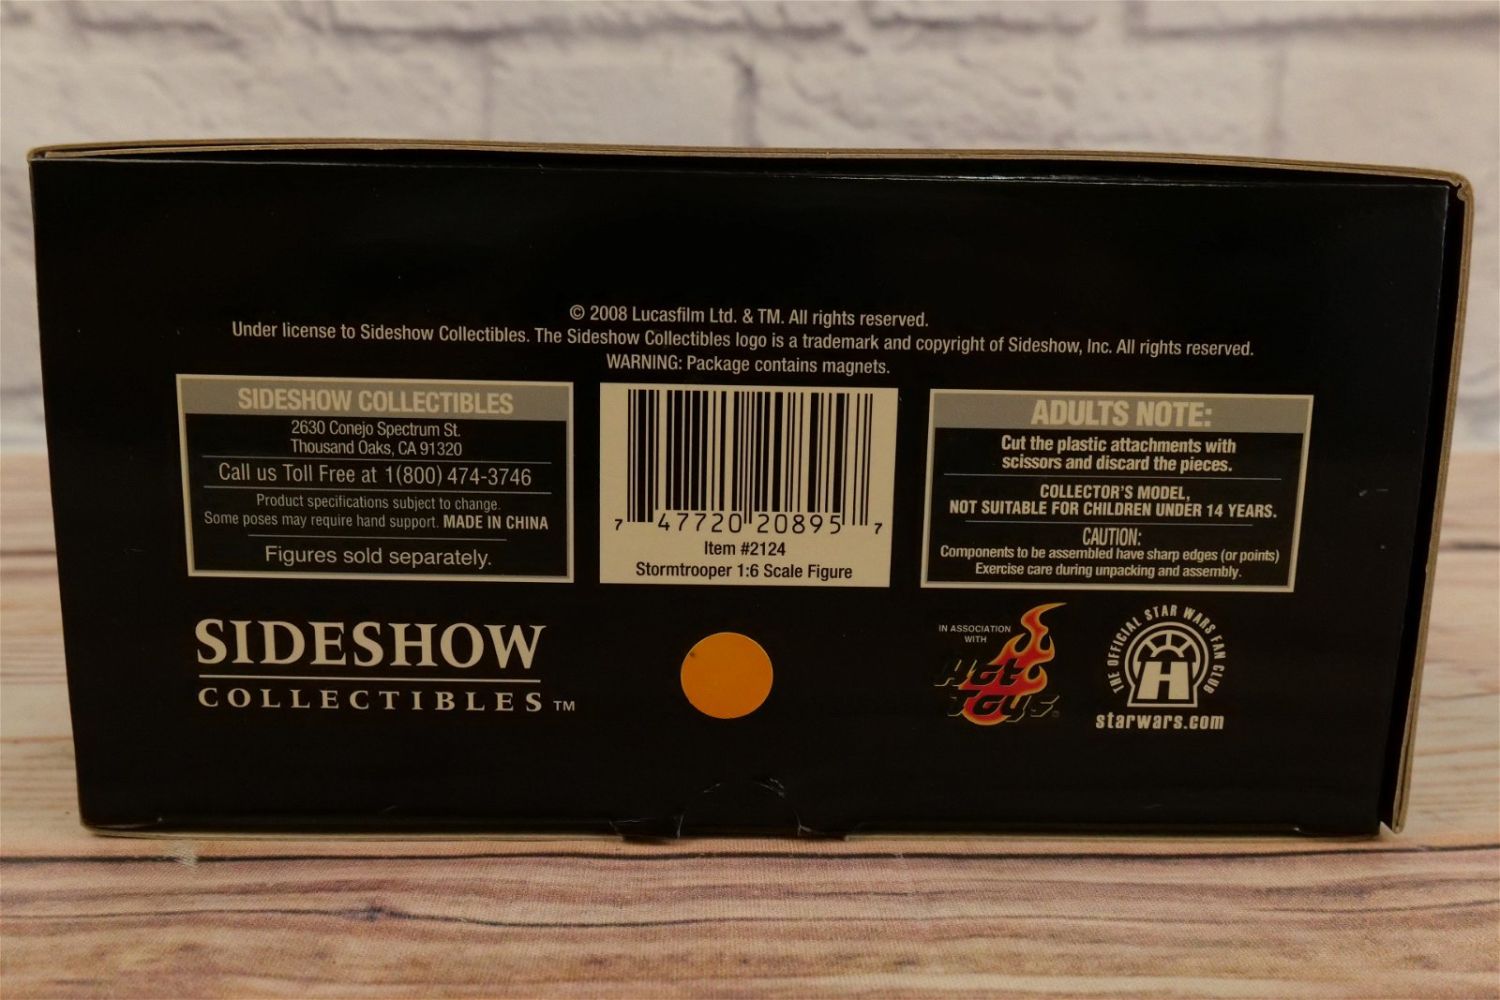 © 2008 Lucasfilm Ltd. & TM. All rights reserved.
Under license to Sideshow Collectibles. The Sideshow Collectibles logo is a trademark and copyright of Sideshow, Inc. All rights reserved.
WARNING: Package contains magnets.
SIDESHOW COLLECTIBLES
2630 Conejo Spectrum St.
Thousand Oaks, CA 91320
Call us Toll Free at 1(800) 474-3746
Product specifications subject to change.
Some poses may require hand support. MADE IN CHINA
Figures sold separately.
7 47720 20895 7
Item #2124
Stormtrooper 1:6 Scale Figure
ADULTS NOTE:
Cut the plastic attachments with
scissors and discard the pieces.
COLLECTOR'S MODEL,
NOT SUITABLE FOR CHILDREN UNDER 14 YEARS.
CAUTION:
Components to be assembled have sharp edges (or points)
Exercise care during unpacking and assembly.
SIDESHOW
COLLECTIBLES TM
IN ASSOCIATION
WITH
Hot
Toys
THE OFFICIAL STAR WARS FAN CLUB
H
starwars.com